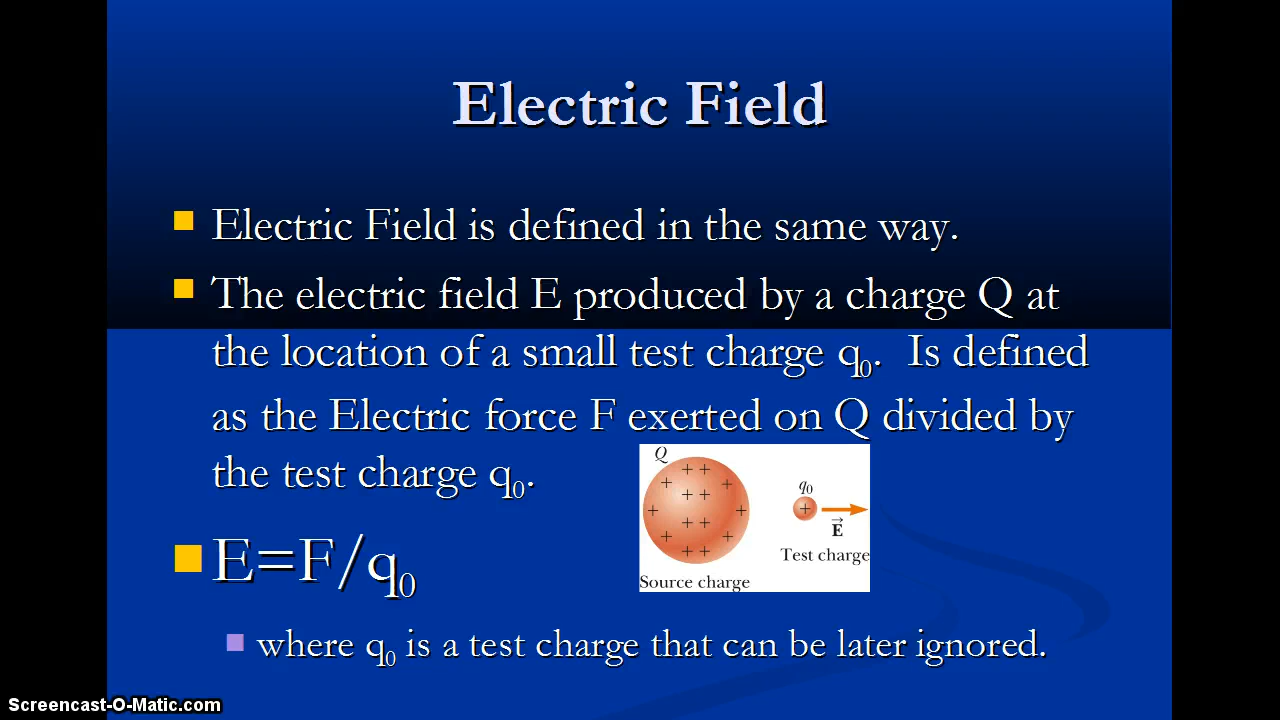 Electric Field
Electric Field is defined in the same way.
The electric field E produced by a charge Q at
the location of a small test charge q₀. Is defined
as the Electric force F exerted on Q divided by
the test charge q₀.
Q
q₀
E
Test charge
Source charge
E=F/q₀
where q₀ is a test charge that can be later ignored.
Screencast-O-Matic.com